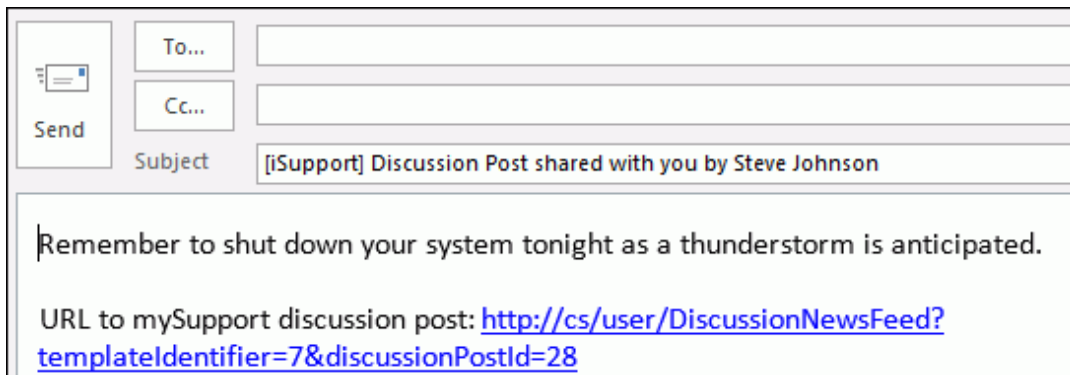 To...
Cc...
Send
Subject
[iSupport] Discussion Post shared with you by Steve Johnson
Remember to shut down your system tonight as a thunderstorm is anticipated.
URL to mySupport discussion post: http://cs/user/DiscussionNewsFeed?
templateIdentifier=7&discussionPostId=28